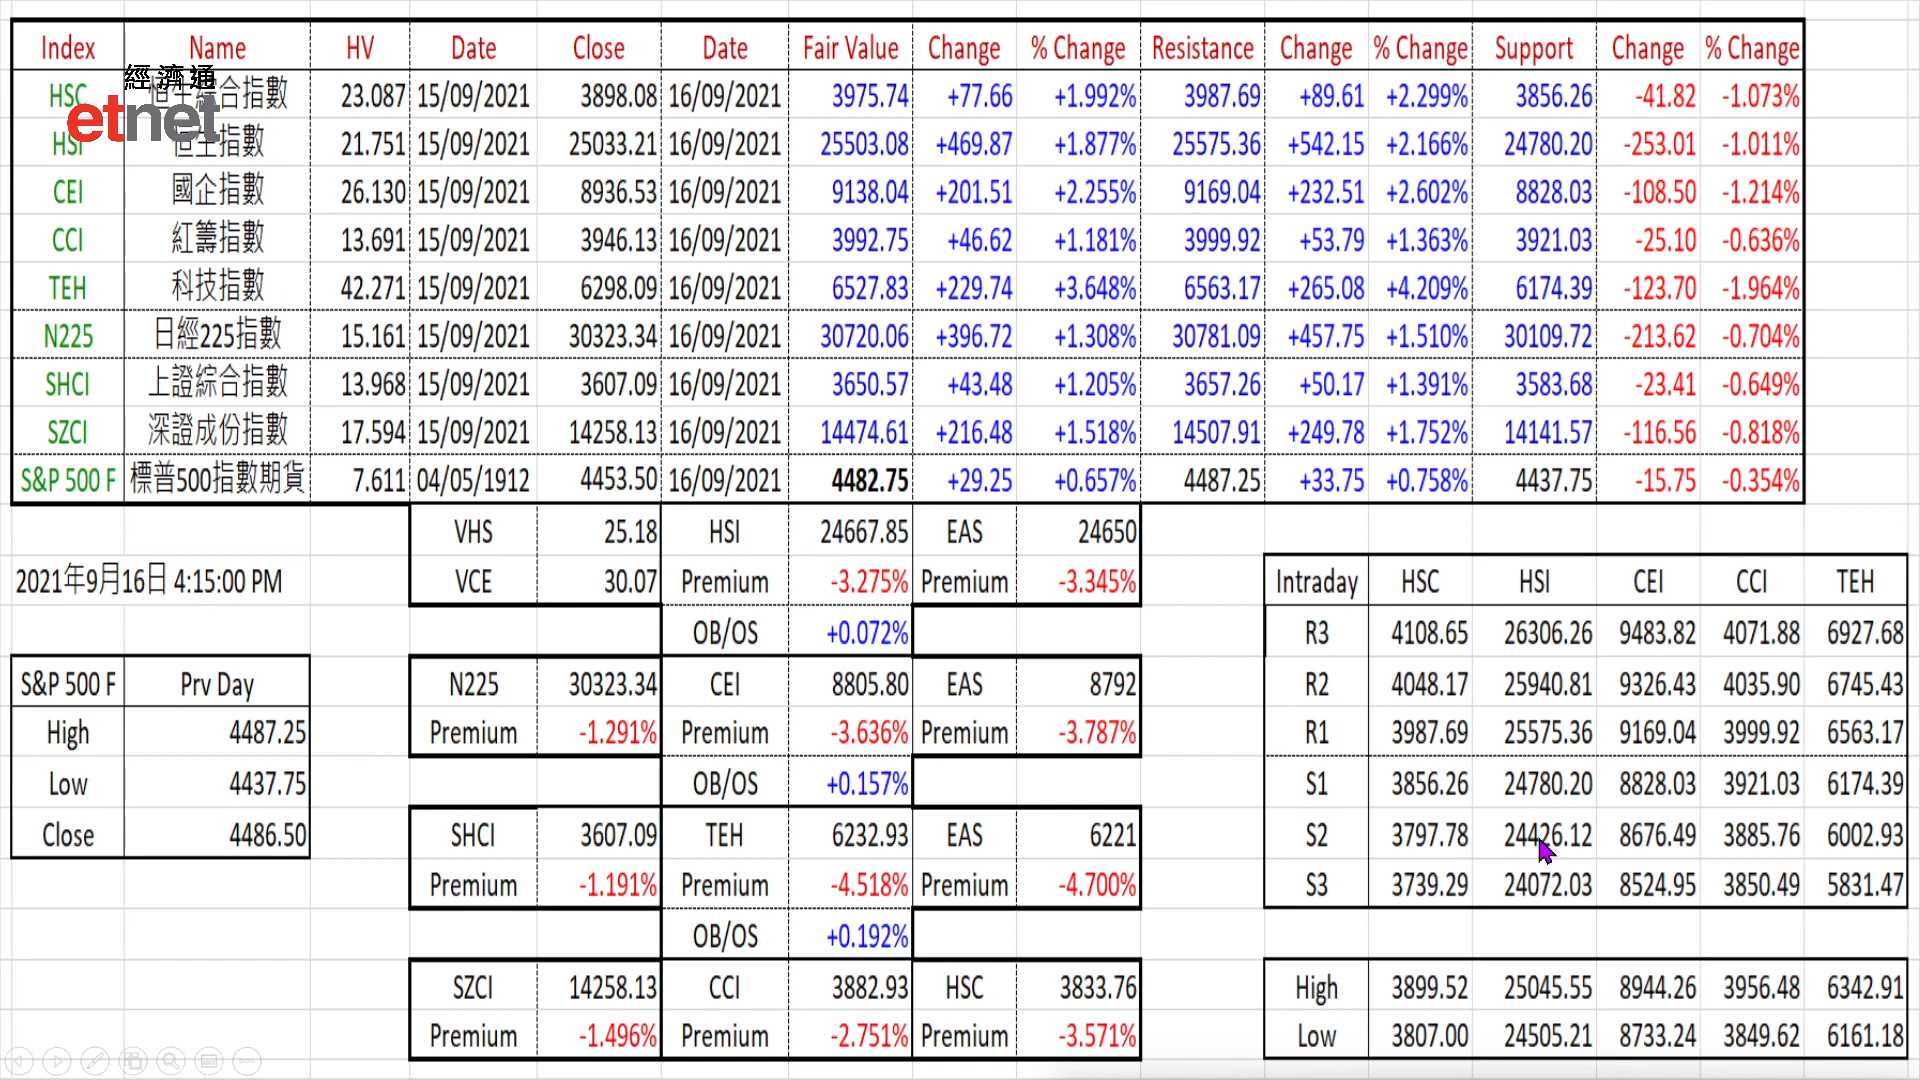 Index Name HV Date Close Date Fair Value Change % Change Resistance Change % Change Support Change % Change
經濟通
etnet
HSC 綜合指數 23.087 15/09/2021 3898.08 16/09/2021 3975.74 +77.66 +1.992% 3987.69 +89.61 +2.299% 3856.26 -41.82 -1.073%
HSI 恒生指數 21.751 15/09/2021 25033.21 16/09/2021 25503.08 +469.87 +1.877% 25575.36 +542.15 +2.166% 24780.20 -253.01 -1.011%
CEI 國企指數 26.130 15/09/2021 8936.53 16/09/2021 9138.04 +201.51 +2.255% 9169.04 +232.51 +2.602% 8828.03 -108.50 -1.214%
CCI 紅籌指數 13.691 15/09/2021 3946.13 16/09/2021 3992.75 +46.62 +1.181% 3999.92 +53.79 +1.363% 3921.03 -25.10 -0.636%
TEH 科技指數 42.271 15/09/2021 6298.09 16/09/2021 6527.83 +229.74 +3.648% 6563.17 +265.08 +4.209% 6174.39 -123.70 -1.964%
N225 日經225指數 15.161 15/09/2021 30323.34 16/09/2021 30720.06 +396.72 +1.308% 30781.09 +457.75 +1.510% 30109.72 -213.62 -0.704%
SHCI 上證綜合指數 13.968 15/09/2021 3607.09 16/09/2021 3650.57 +43.48 +1.205% 3657.26 +50.17 +1.391% 3583.68 -23.41 -0.649%
SZCI 深證成份指數 17.594 15/09/2021 14258.13 16/09/2021 14474.61 +216.48 +1.518% 14507.91 +249.78 +1.752% 14141.57 -116.56 -0.818%
S&P 500 F 標普500指數期貨 7.611 04/05/1912 4453.50 16/09/2021 4482.75 +29.25 +0.657% 4487.25 +33.75 +0.758% 4437.75 -15.75 -0.354%
VHS 25.18 HSI 24667.85 EAS 24650
2021年9月16日 4:15:00 PM VCE 30.07 Premium -3.275% Premium -3.345% Intraday HSC HSI CEI CCI TEH
OB/OS +0.072% R3 4108.65 26306.26 9483.82 4071.88 6927.68
S&P 500 F Prv Day N225 30323.34 CEI 8805.80 EAS 8792 R2 4048.17 25940.81 9326.43 4035.90 6745.43
High 4487.25 Premium -1.291% Premium -3.636% Premium -3.787% R1 3987.69 25575.36 9169.04 3999.92 6563.17
Low 4437.75 OB/OS +0.157% S1 3856.26 24780.20 8828.03 3921.03 6174.39
Close 4486.50 SHCI 3607.09 TEH 6232.93 EAS 6221 S2 3797.78 24426.12 8676.49 3885.76 6002.93
Premium -1.191% Premium -4.518% Premium -4.700% S3 3739.29 24072.03 8524.95 3850.49 5831.47
OB/OS +0.192%
SZCI 14258.13 CCI 3882.93 HSC 3833.76 High 3899.52 25045.55 8944.26 3956.48 6342.91
Premium -1.496% Premium -2.751% Premium -3.571% Low 3807.00 24505.21 8733.24 3849.62 6161.18